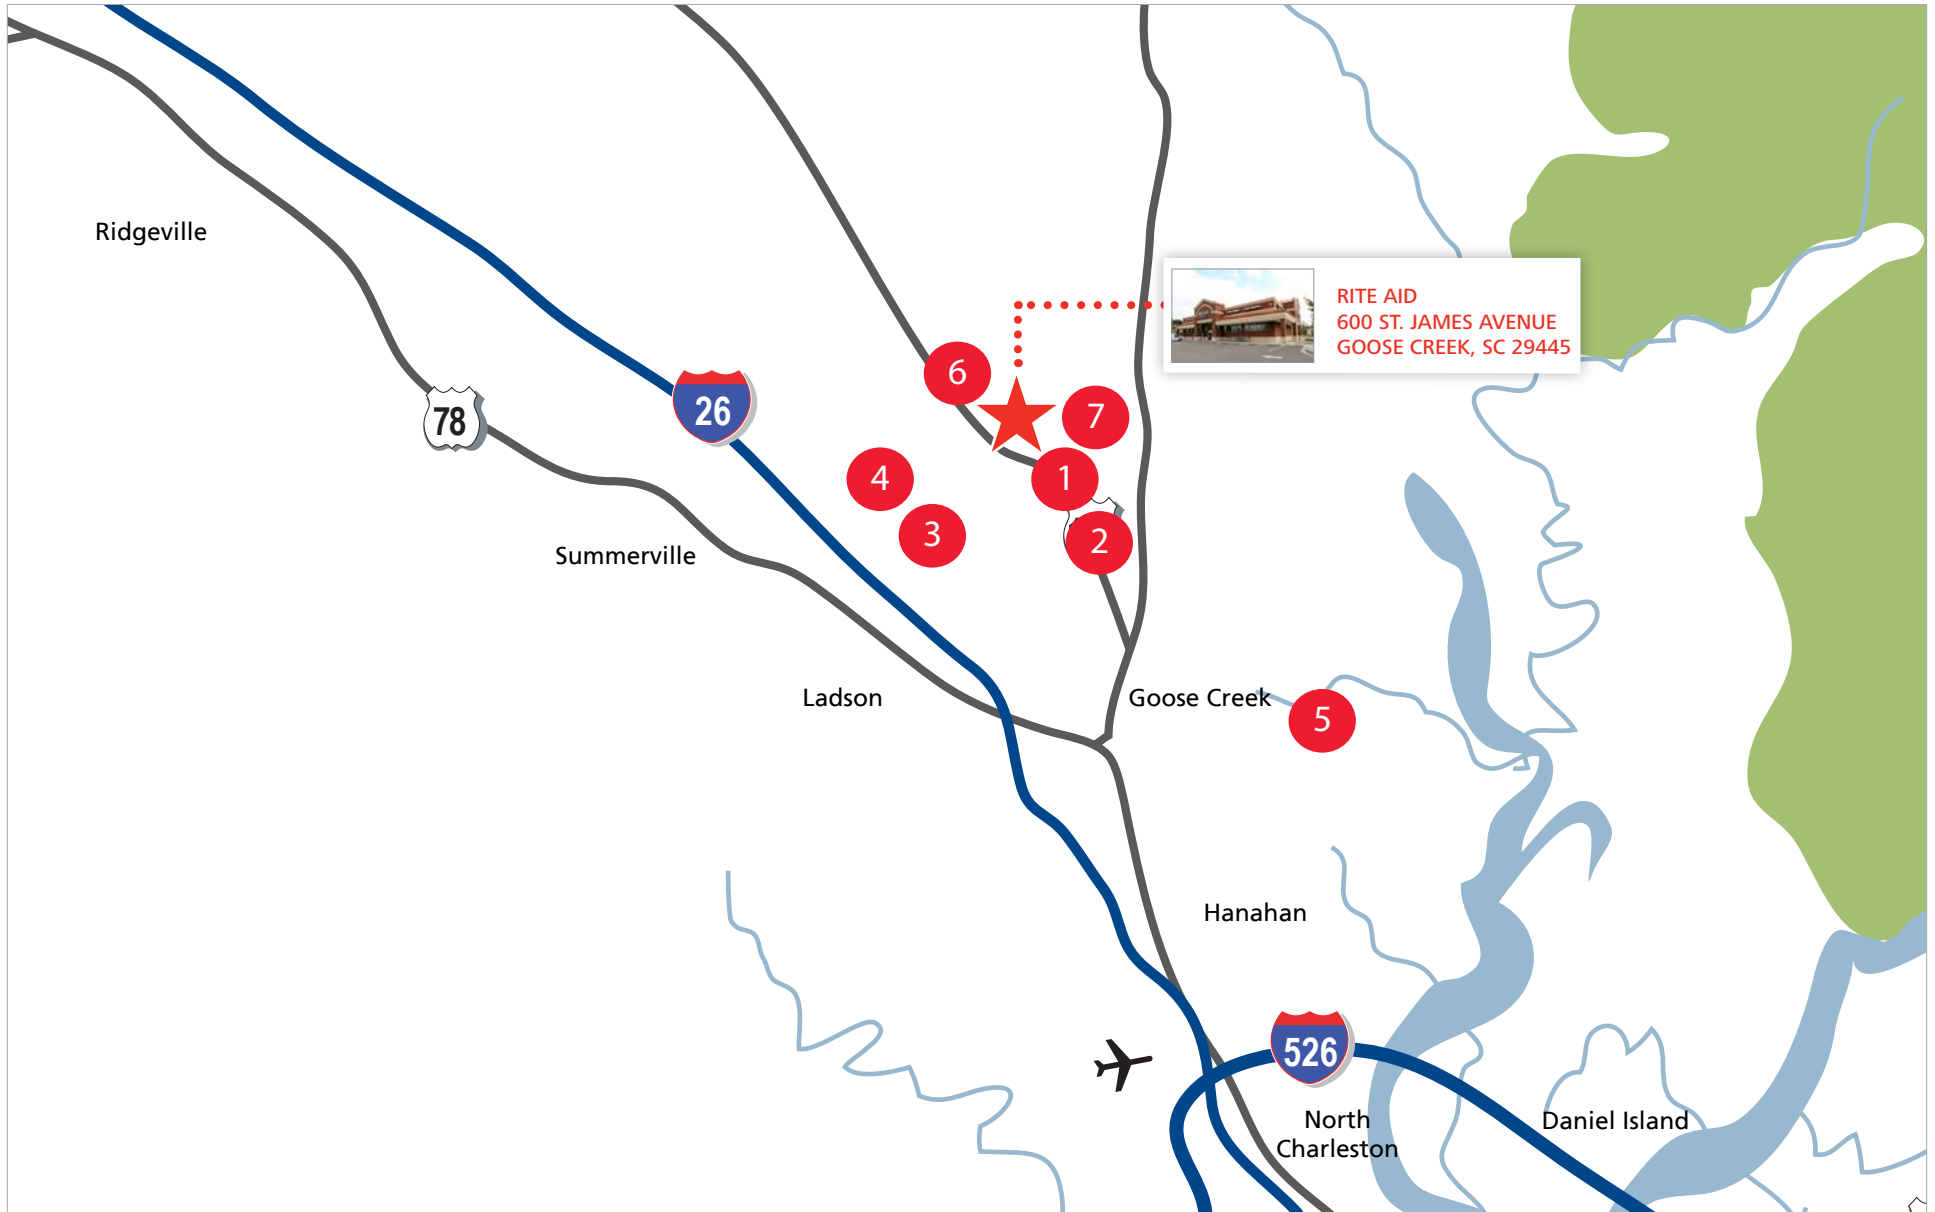 Ridgeville
RITE AID
600 ST. JAMES AVENUE
GOOSE CREEK, SC 29445
6
7
78
26
4
1
3
2
Summerville
Ladson
Goose Creek
5
Hanahan
526
North
Charleston
Daniel Island